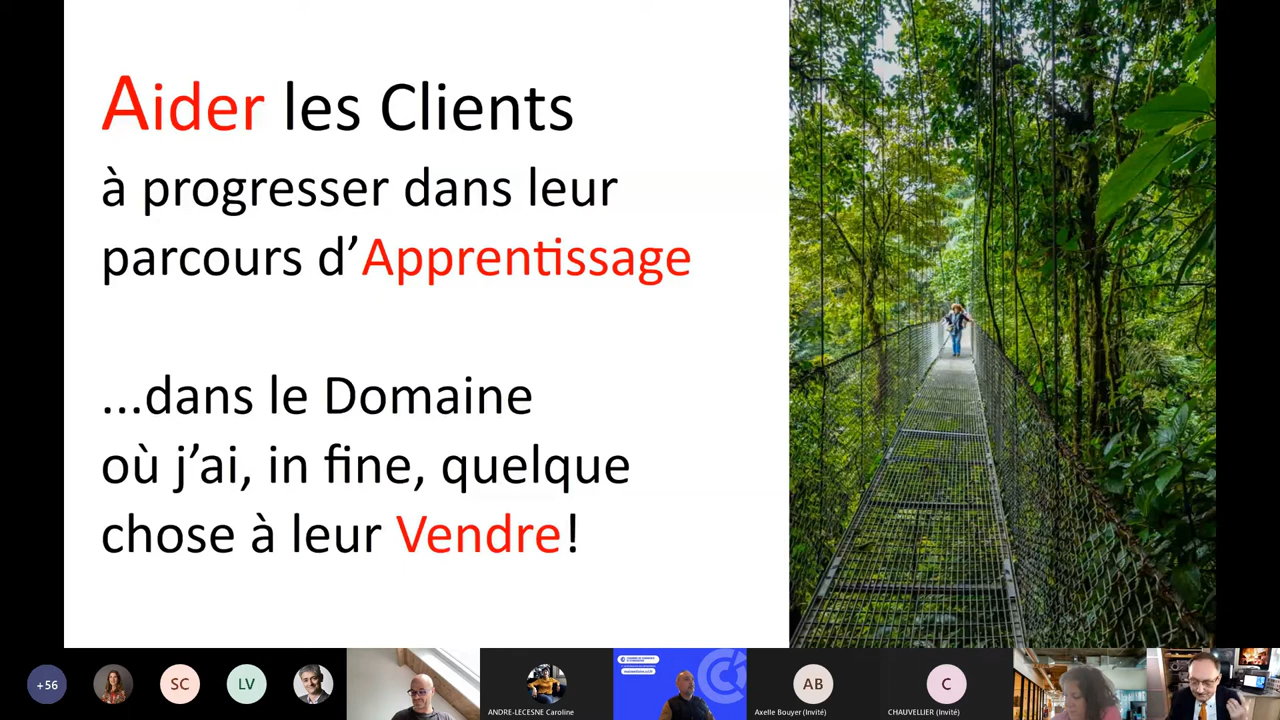 Aider les Clients
à progresser dans leur
parcours d’Apprentissage
...dans le Domaine
où j’ai, in fine, quelque
chose à leur Vendre!
+56
SC
LV
ANDRE-LECESNE Caroline
AB
Axelle Bouyer (Invité)
C
CHAUVELLIER (Invité)